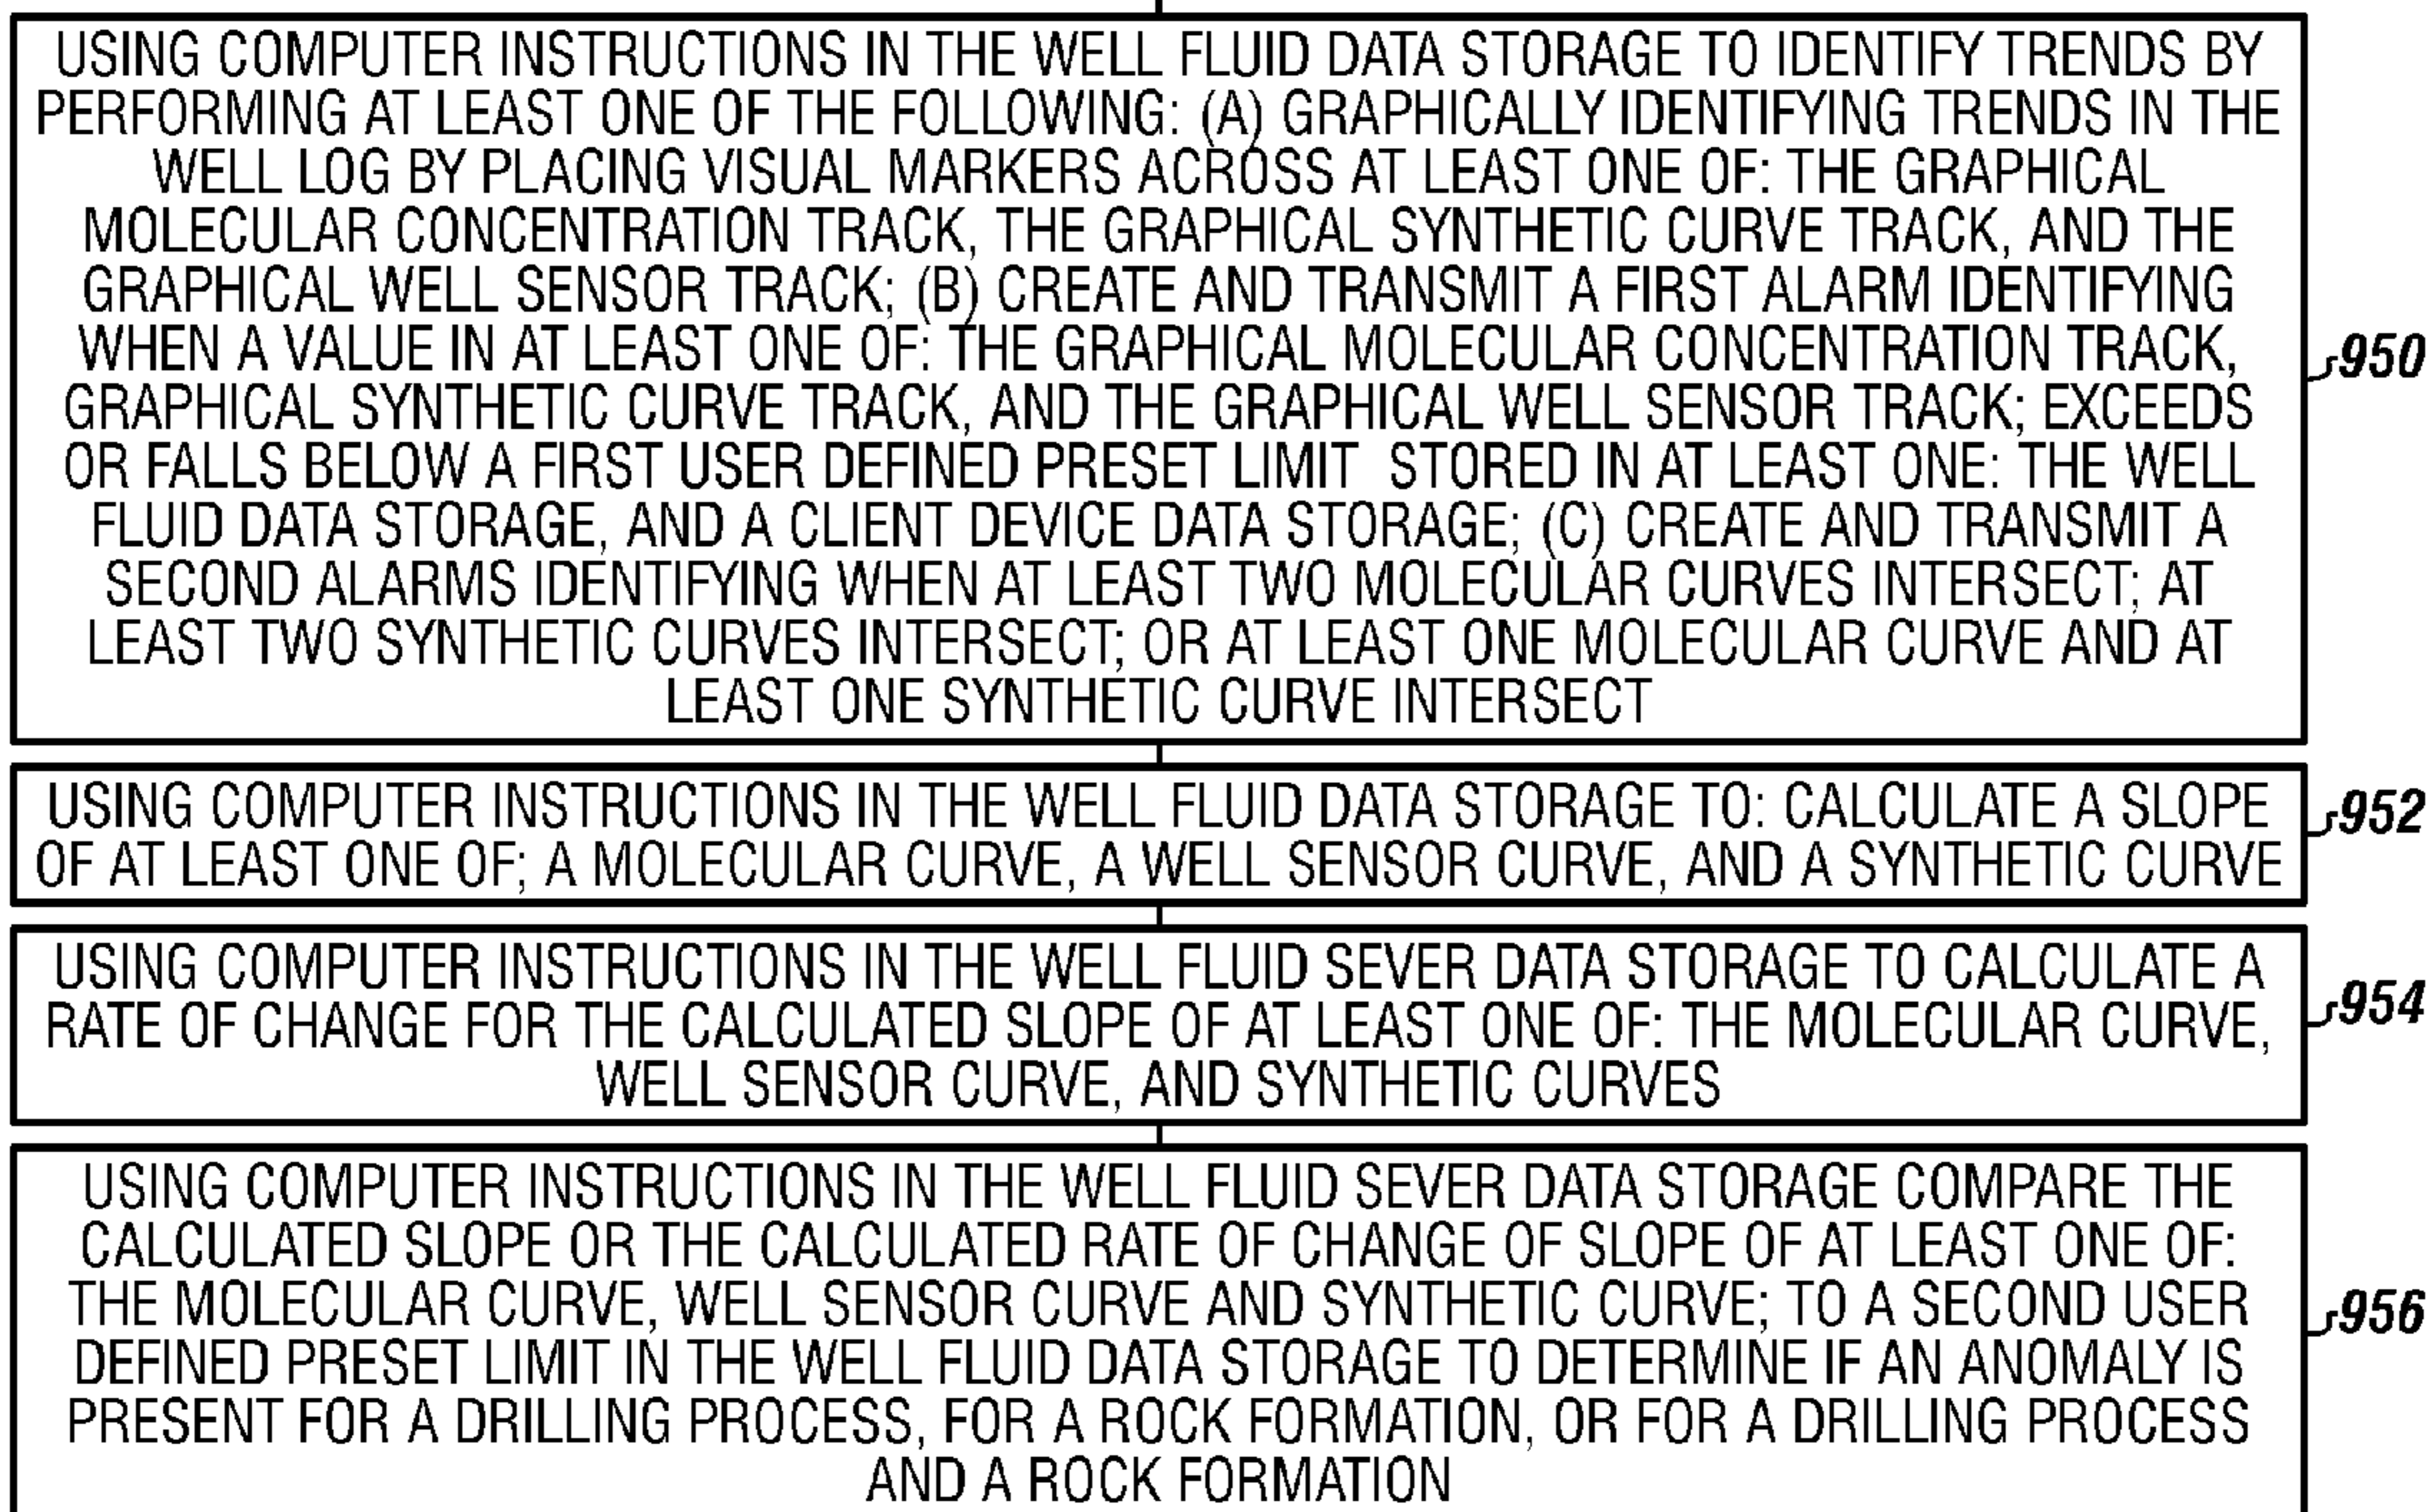 USING COMPUTER INSTRUCTIONS IN THE WELL FLUID DATA STORAGE TO IDENTIFY TRENDS BY
PERFORMING AT LEAST ONE OF THE FOLLOWING: (A) GRAPHICALLY IDENTIFYING TRENDS IN THE
WELL LOG BY PLACING VISUAL MARKERS ACROSS AT LEAST ONE OF: THE GRAPHICAL
MOLECULAR CONCENTRATION TRACK, THE GRAPHICAL SYNTHETIC CURVE TRACK, AND THE
GRAPHICAL WELL SENSOR TRACK; (B) CREATE AND TRANSMIT A FIRST ALARM IDENTIFYING
WHEN A VALUE IN AT LEAST ONE OF: THE GRAPHICAL MOLECULAR CONCENTRATION TRACK,
GRAPHICAL SYNTHETIC CURVE TRACK, AND THE GRAPHICAL WELL SENSOR TRACK; EXCEEDS
OR FALLS BELOW A FIRST USER DEFINED PRESET LIMIT STORED IN AT LEAST ONE: THE WELL
FLUID DATA STORAGE, AND A CLIENT DEVICE DATA STORAGE; (C) CREATE AND TRANSMIT A
SECOND ALARMS IDENTIFYING WHEN AT LEAST TWO MOLECULAR CURVES INTERSECT; AT
LEAST TWO SYNTHETIC CURVES INTERSECT; OR AT LEAST ONE MOLECULAR CURVE AND AT
LEAST ONE SYNTHETIC CURVE INTERSECT
950
USING COMPUTER INSTRUCTIONS IN THE WELL FLUID DATA STORAGE TO: CALCULATE A SLOPE
OF AT LEAST ONE OF; A MOLECULAR CURVE, A WELL SENSOR CURVE, AND A SYNTHETIC CURVE
952
USING COMPUTER INSTRUCTIONS IN THE WELL FLUID SEVER DATA STORAGE TO CALCULATE A
RATE OF CHANGE FOR THE CALCULATED SLOPE OF AT LEAST ONE OF: THE MOLECULAR CURVE,
WELL SENSOR CURVE, AND SYNTHETIC CURVES
954
USING COMPUTER INSTRUCTIONS IN THE WELL FLUID SEVER DATA STORAGE COMPARE THE
CALCULATED SLOPE OR THE CALCULATED RATE OF CHANGE OF SLOPE OF AT LEAST ONE OF:
THE MOLECULAR CURVE, WELL SENSOR CURVE AND SYNTHETIC CURVE; TO A SECOND USER
DEFINED PRESET LIMIT IN THE WELL FLUID DATA STORAGE TO DETERMINE IF AN ANOMALY IS
PRESENT FOR A DRILLING PROCESS, FOR A ROCK FORMATION, OR FOR A DRILLING PROCESS
AND A ROCK FORMATION
956